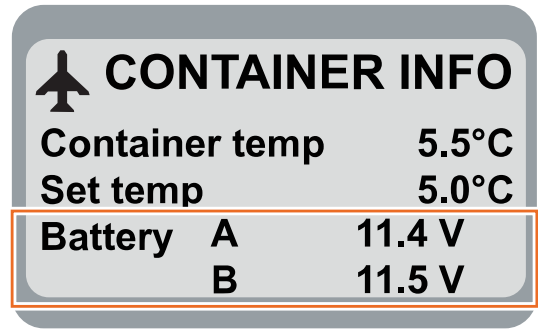 CONTAINER INFO
Container temp 5.5°C
Set temp 5.0°C
Battery A 11.4 V
B 11.5 V